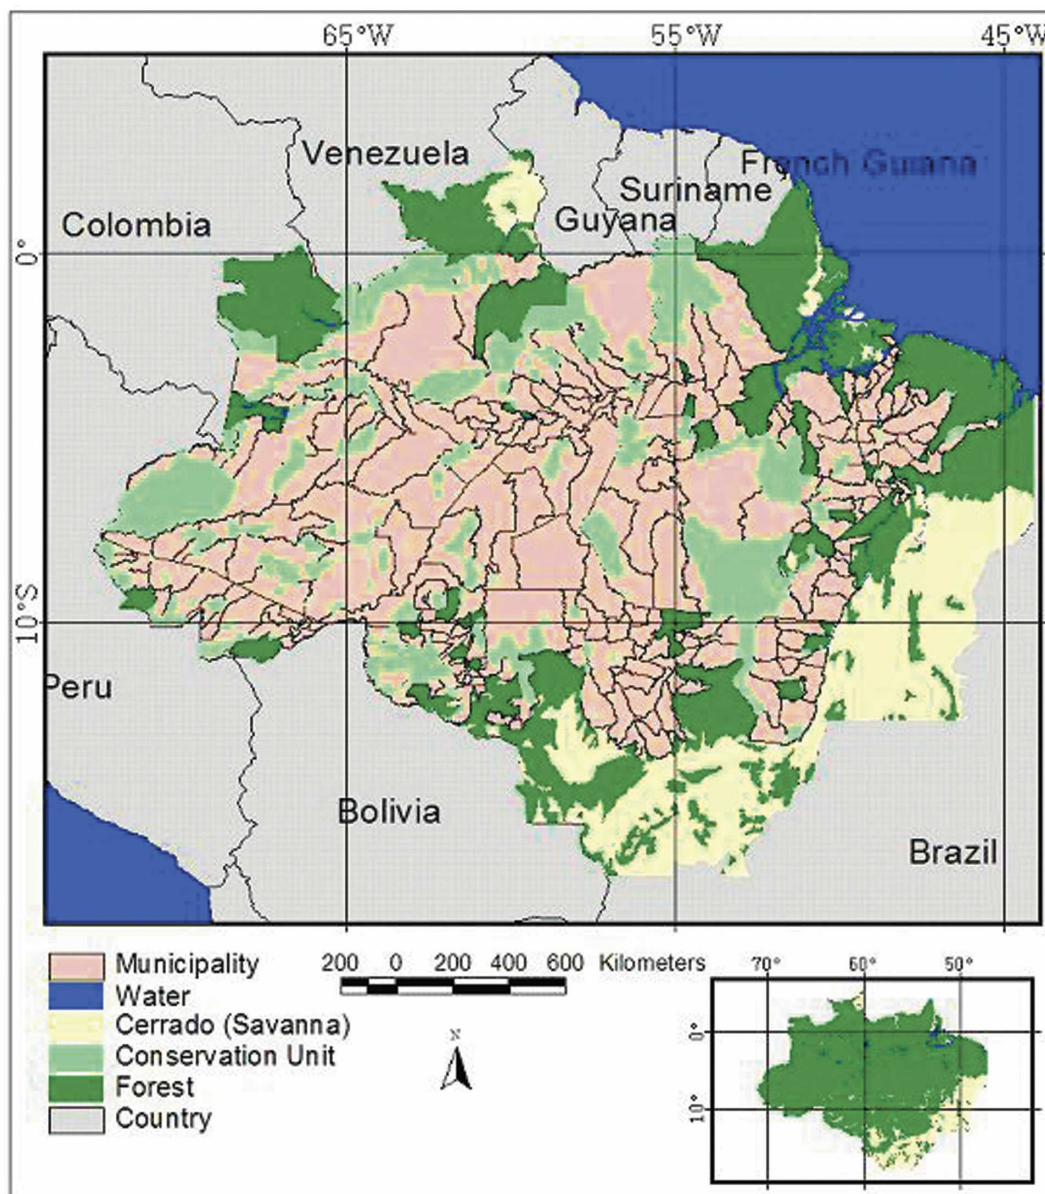 65°W 55°W 45°W
Venezuela
French Guiana
Suriname
Guyana
Colombia
0°
10°S
Peru
Bolivia
Brazil
Municipality
Water
Cerrado (Savanna)
Conservation Unit
Forest
Country
200 0 200 400 600 Kilometers
N
70° 60° 50°
0°
10°